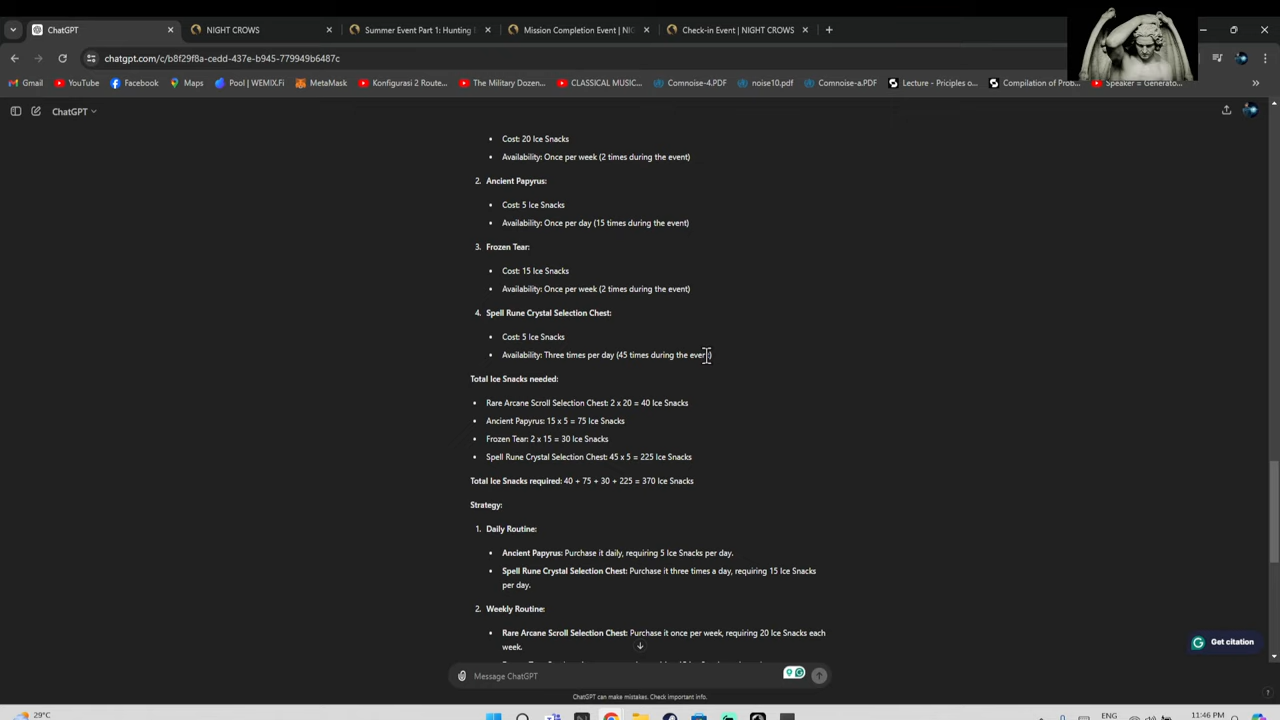 ChatGPT
NIGHT CROWS
Summer Event Part 1: Hunting
Mission Completion Event | NIG
Check-in Event | NIGHT CROWS
chatgpt.com/c/b8f29f8a-cedd-437e-b945-779949b6487c
Gmail
YouTube
Facebook
Maps
Pool | WEMIX.Fi
MetaMask
Konfigurasi 2 Route...
The Military Dozen...
CLASSICAL MUSIC...
Comnoise-4.PDF
noise10.pdf
Comnoise-a.PDF
Lecture - Priciples o...
Compilation of Prob...
Speaker = Generato...
ChatGPT
• Cost: 20 Ice Snacks
• Availability: Once per week (2 times during the event)
2. Ancient Papyrus:
• Cost: 5 Ice Snacks
• Availability: Once per day (15 times during the event)
3. Frozen Tear:
• Cost: 15 Ice Snacks
• Availability: Once per week (2 times during the event)
4. Spell Rune Crystal Selection Chest:
• Cost: 5 Ice Snacks
• Availability: Three times per day (45 times during the event)
Total Ice Snacks needed:
• Rare Arcane Scroll Selection Chest: 2 x 20 = 40 Ice Snacks
• Ancient Papyrus: 15 x 5 = 75 Ice Snacks
• Frozen Tear: 2 x 15 = 30 Ice Snacks
• Spell Rune Crystal Selection Chest: 45 x 5 = 225 Ice Snacks
Total Ice Snacks required: 40 + 75 + 30 + 225 = 370 Ice Snacks
Strategy:
1. Daily Routine:
• Ancient Papyrus: Purchase it daily, requiring 5 Ice Snacks per day.
• Spell Rune Crystal Selection Chest: Purchase it three times a day, requiring 15 Ice Snacks
per day.
2. Weekly Routine:
• Rare Arcane Scroll Selection Chest: Purchase it once per week, requiring 20 Ice Snacks each
week.
Get citation
Message ChatGPT
ChatGPT can make mistakes. Check important info.
?
29°C
ENG
11:46 PM